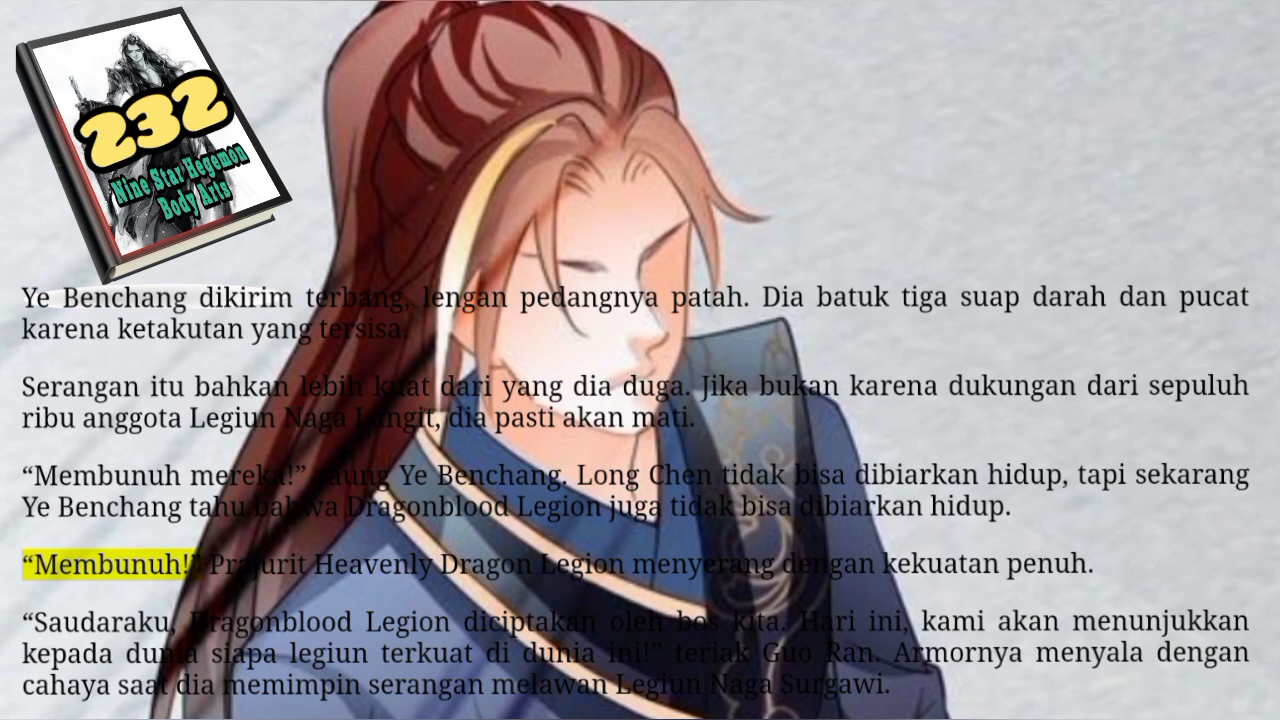 232
Nine Star Hegemon
Body Arts
Ye Benchang dikirim terbang, lengan pedangnya patah. Dia batuk tiga suap darah dan pucat
karena ketakutan yang tersisa.
Serangan itu bahkan lebih kuat dari yang dia duga. Jika bukan karena dukungan dari sepuluh
ribu anggota Legiun Naga Langit, dia pasti akan mati.
“Membunuh mereka!” raung Ye Benchang. Long Chen tidak bisa dibiarkan hidup, tapi sekarang
Ye Benchang tahu bahwa Dragonblood Legion juga tidak bisa dibiarkan hidup.
“Membunuh!” Prajurit Heavenly Dragon Legion menyerang dengan kekuatan penuh.
“Saudaraku, Dragonblood Legion diciptakan oleh bos kita. Hari ini, kami akan menunjukkan
kepada dunia siapa legiun terkuat di dunia ini!” teriak Guo Ran. Armornya menyala dengan
cahaya saat dia memimpin serangan melawan Legiun Naga Surgawi.